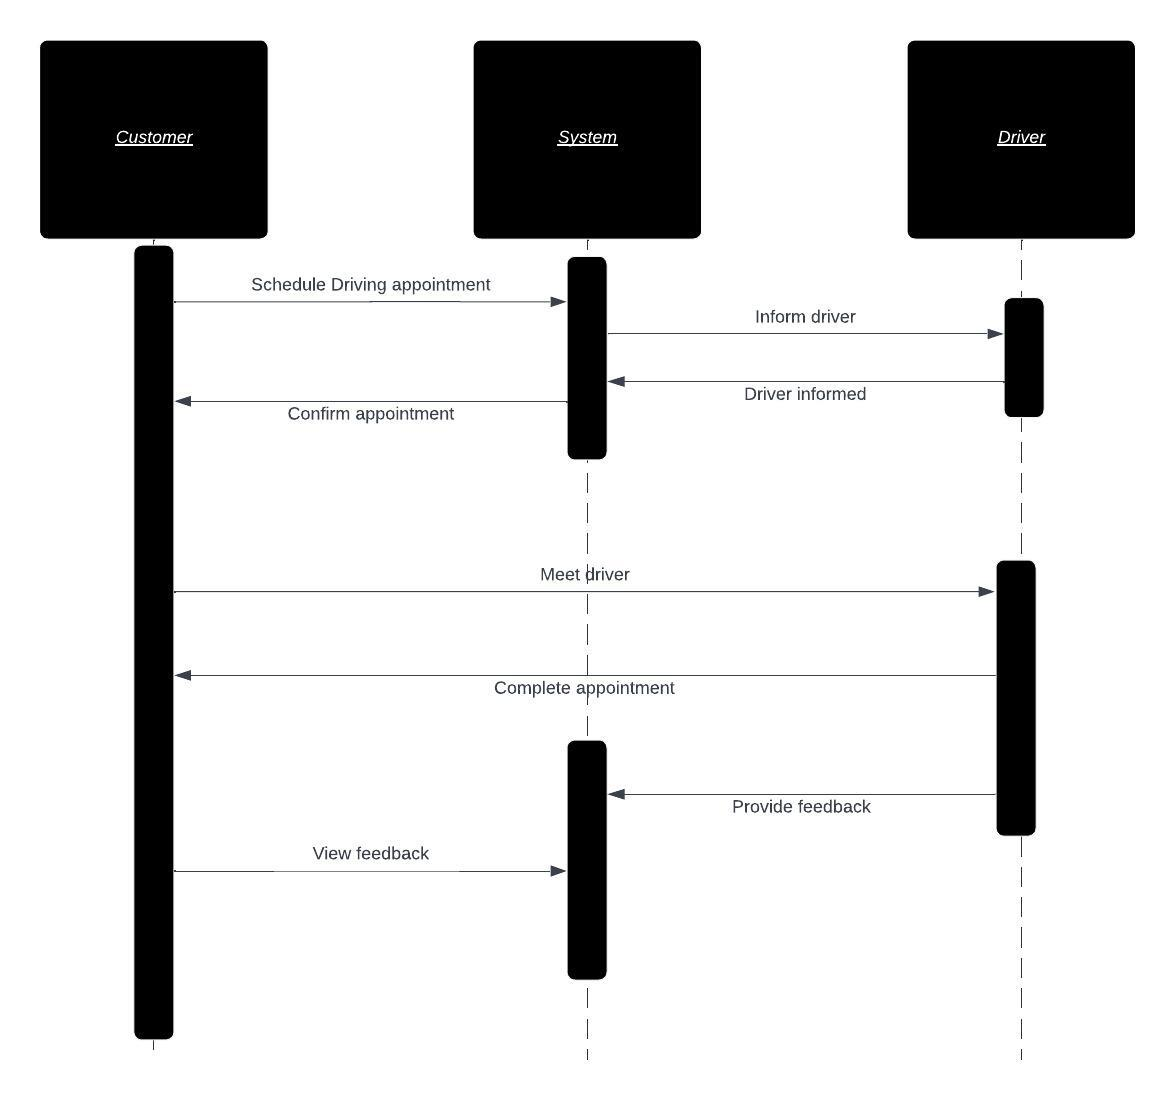 Customer
System
Driver
Schedule Driving appointment
Inform driver
Driver informed
Confirm appointment
Meet driver
Complete appointment
Provide feedback
View feedback